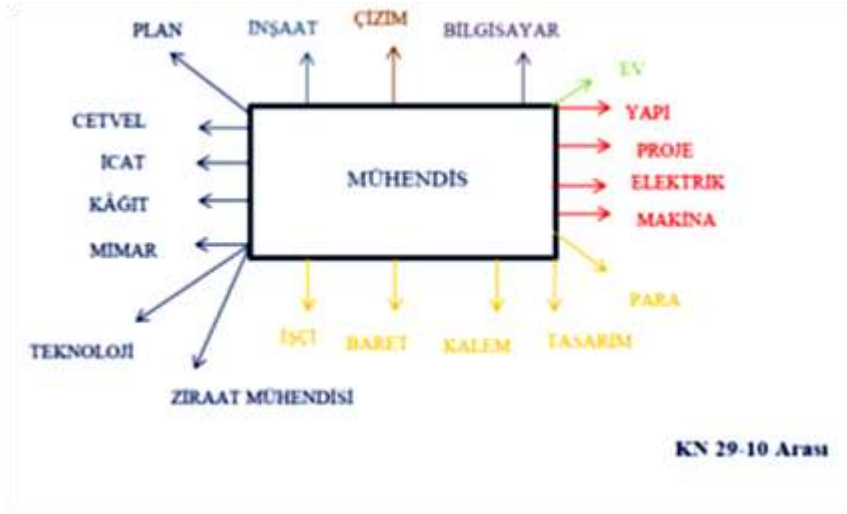 PLAN
İNŞAAT
ÇİZİM
BİLGİSAYAR
EV
CETVEL
YAPI
İCAT
PROJE
MÜHENDİS
ELEKTRİK
KÂĞIT
MAKİNA
MİMAR
PARA
TEKNOLOJİ
İŞÇİ
BARET
KALEM
TASARIM
ZİRAAT MÜHENDİSİ
KN 29-10 Arası